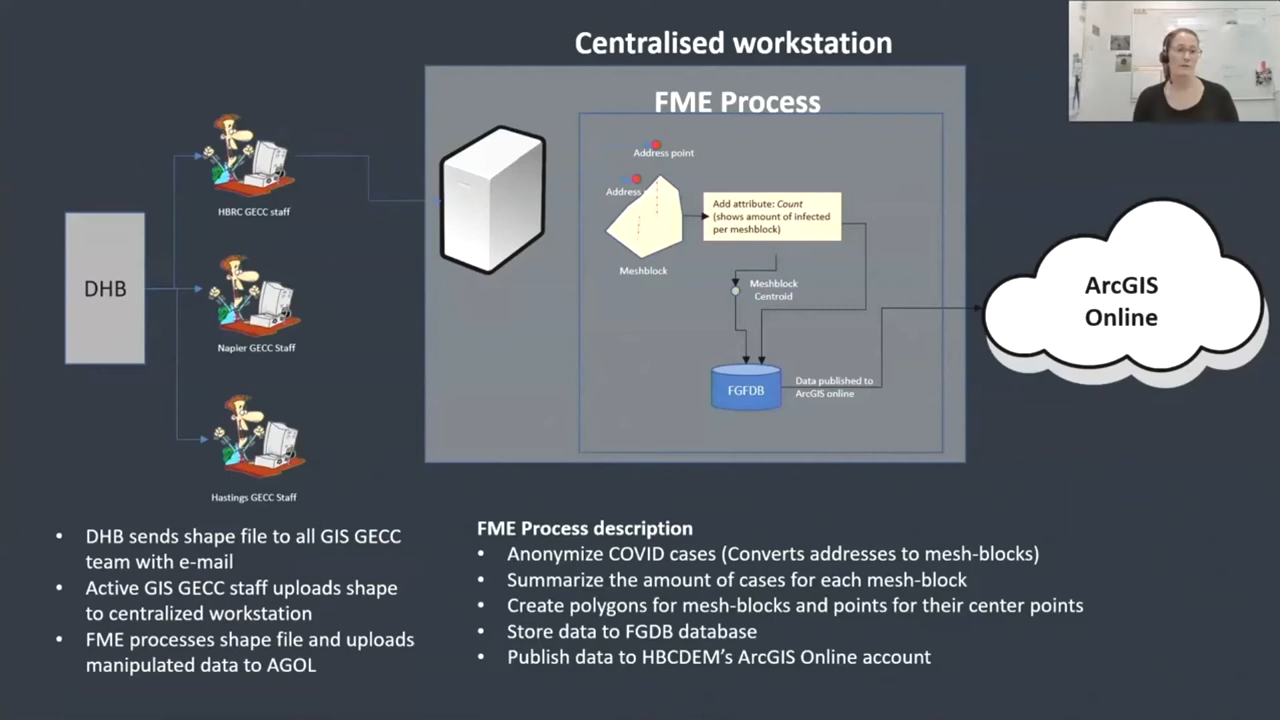 Centralised workstation
FME Process
Address point
Address
Meshblock
Add attribute: Count
(shows amount of infected
per meshblock)
Meshblock
Centroid
FGFDB
Data published to
ArcGIS online
ArcGIS
Online
DHB
HBRC GECC staff
Napier GECC Staff
Hastings GECC Staff
• DHB sends shape file to all GIS GECC
team with e-mail
• Active GIS GECC staff uploads shape
to centralized workstation
• FME processes shape file and uploads
manipulated data to AGOL
FME Process description
• Anonymize COVID cases (Converts addresses to mesh-blocks)
• Summarize the amount of cases for each mesh-block
• Create polygons for mesh-blocks and points for their center points
• Store data to FGDB database
• Publish data to HBCDEM’s ArcGIS Online account